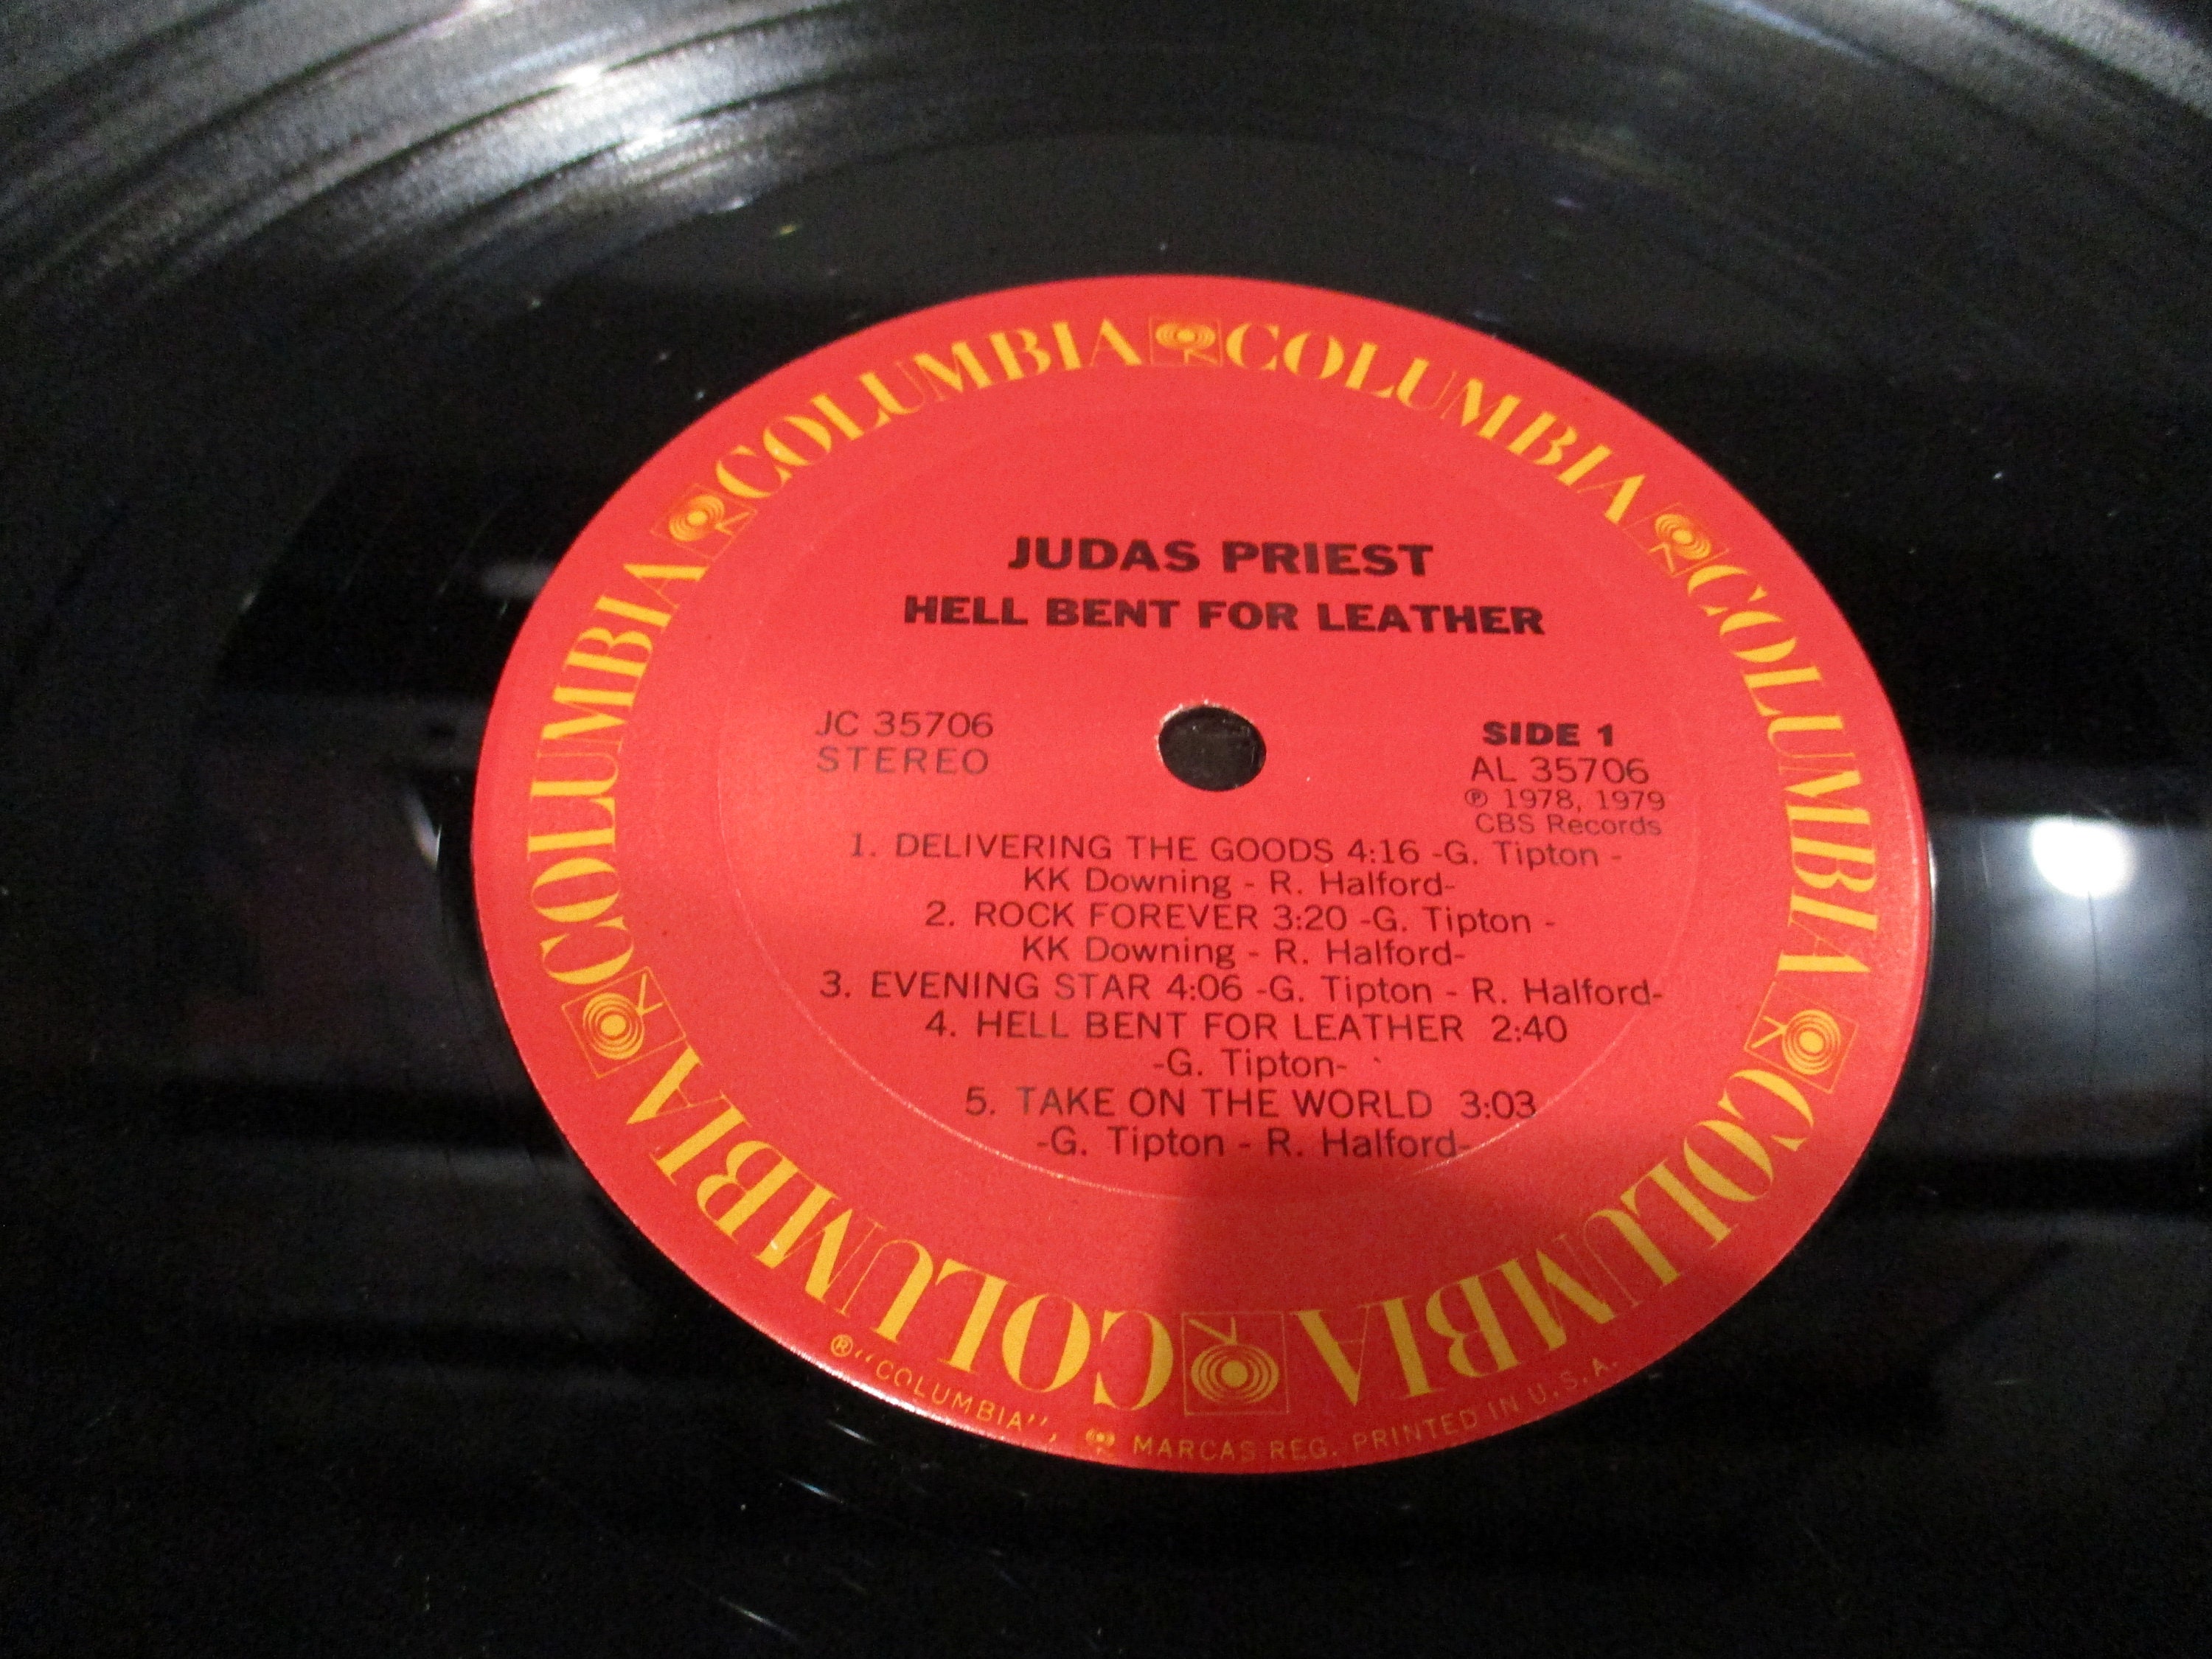 COLUMBIA COLUMBIA COLUMBIA COLUMBIA COLUMBIA COLUMBIA
JUDAS PRIEST
HELL BENT FOR LEATHER
JC 35706
STEREO
SIDE 1
AL 35706
℗ 1978, 1979
CBS Records
1. DELIVERING THE GOODS 4:16 -G. Tipton -
KK Downing - R. Halford-
2. ROCK FOREVER 3:20 -G. Tipton -
KK Downing - R. Halford-
3. EVENING STAR 4:06 -G. Tipton - R. Halford-
4. HELL BENT FOR LEATHER 2:40
-G. Tipton-
5. TAKE ON THE WORLD 3:03
-G. Tipton - R. Halford-
® "COLUMBIA", MARCAS REG. PRINTED IN U.S.A.